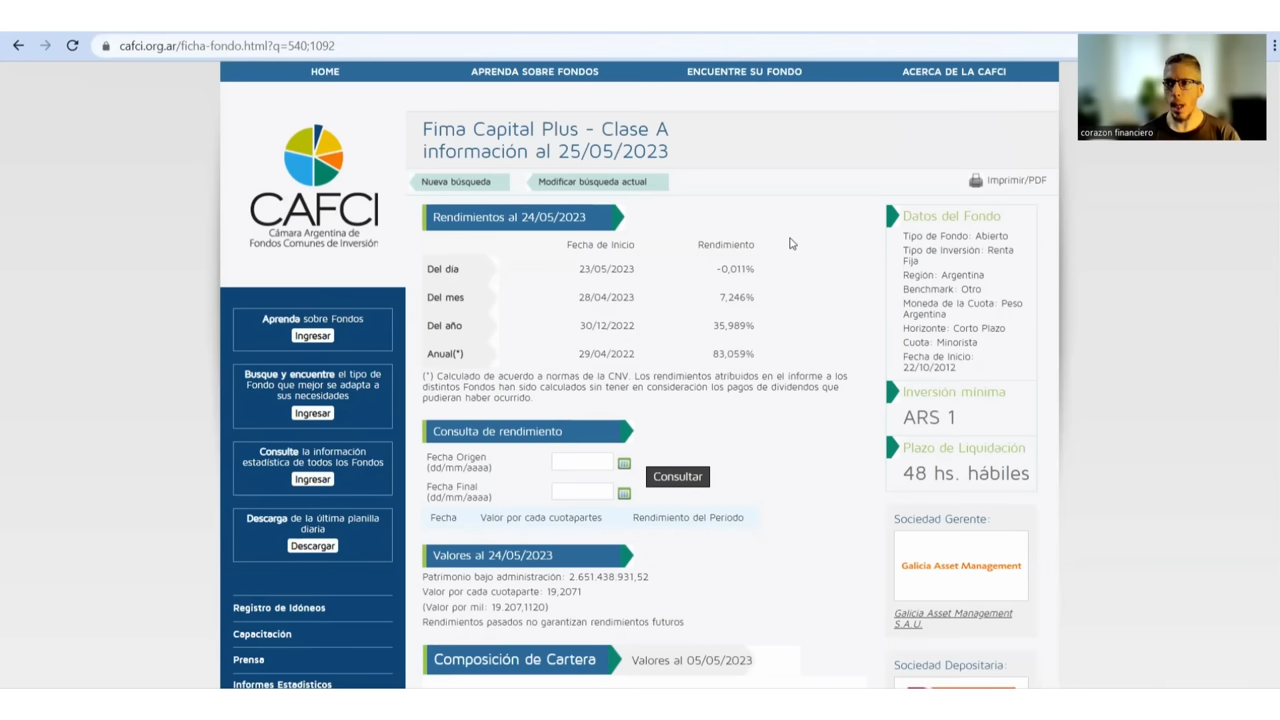 cafci.org.ar/ficha-fondo.html?q=540;1092
HOME
APRENDA SOBRE FONDOS
ENCUENTRE SU FONDO
ACERCA DE LA CAFCI
corazon financiero
CAFCI
Cámara Argentina de
Fondos Comunes de Inversión
Aprenda sobre Fondos
Ingresar
Busque y encuentre el tipo de
Fondo que mejor se adapta a
sus necesidades
Ingresar
Consulte la información
estadística de todos los Fondos
Ingresar
Descarga de la última planilla
diaria
Descargar
Registro de Idóneos
Capacitación
Prensa
Informes Estadísticos
Fima Capital Plus - Clase A
información al 25/05/2023
Nueva búsqueda
Modificar búsqueda actual
Imprimir/PDF
Rendimientos al 24/05/2023
Fecha de Inicio Rendimiento
Del día 23/05/2023 -0,011%
Del mes 28/04/2023 7,246%
Del año 30/12/2022 35,989%
Anual(*) 29/04/2022 83,059%
(*) Calculado de acuerdo a normas de la CNV. Los rendimientos atribuidos en el informe a los
distintos Fondos han sido calculados sin tener en consideración los pagos de dividendos que
pudieran haber ocurrido.
Consulta de rendimiento
Fecha Origen
(dd/mm/aaaa)
Fecha Final
(dd/mm/aaaa)
Consultar
Fecha Valor por cada cuotapartes Rendimiento del Periodo
Valores al 24/05/2023
Patrimonio bajo administración: 2.651.438.931,52
Valor por cada cuotaparte: 19,2071
(Valor por mil: 19.207,1120)
Rendimientos pasados no garantizan rendimientos futuros
Composición de Cartera Valores al 05/05/2023
Datos del Fondo
Tipo de Fondo: Abierto
Tipo de Inversión: Renta
Fija
Región: Argentina
Benchmark: Otro
Moneda de la Cuota: Peso
Argentina
Horizonte: Corto Plazo
Cuota: Minorista
Fecha de Inicio:
22/10/2012
Inversión mínima
ARS 1
Plazo de Liquidación
48 hs. hábiles
Sociedad Gerente:
Galicia Asset Management
Galicia Asset Management
S.A.U.
Sociedad Depositaria: